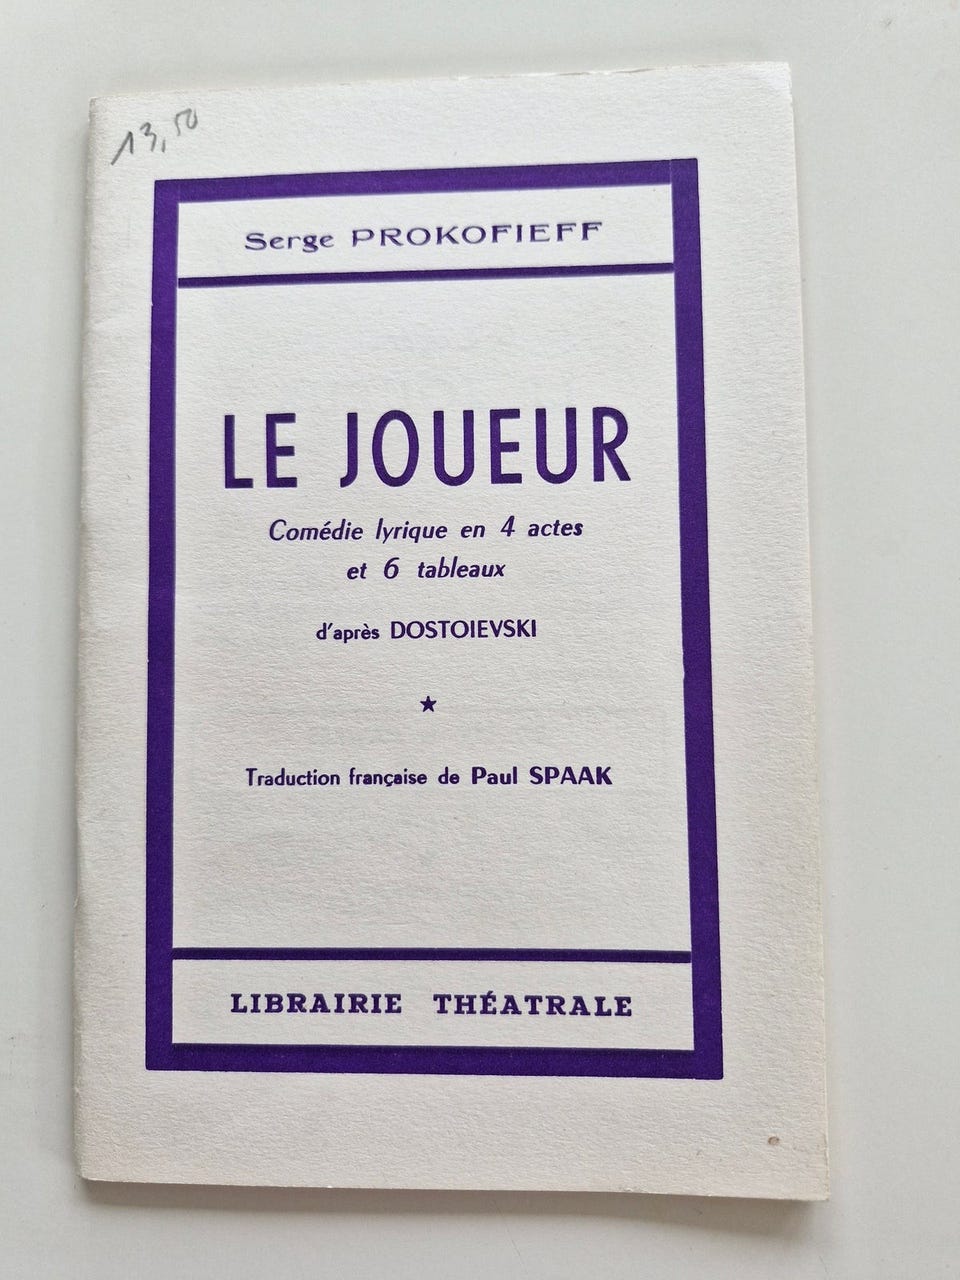 13,50
Serge PROKOFIEFF
LE JOUEUR
Comédie lyrique en 4 actes
et 6 tableaux
d'après DOSTOIEVSKI
★
Traduction française de Paul SPAAK
LIBRAIRIE THÉATRALE